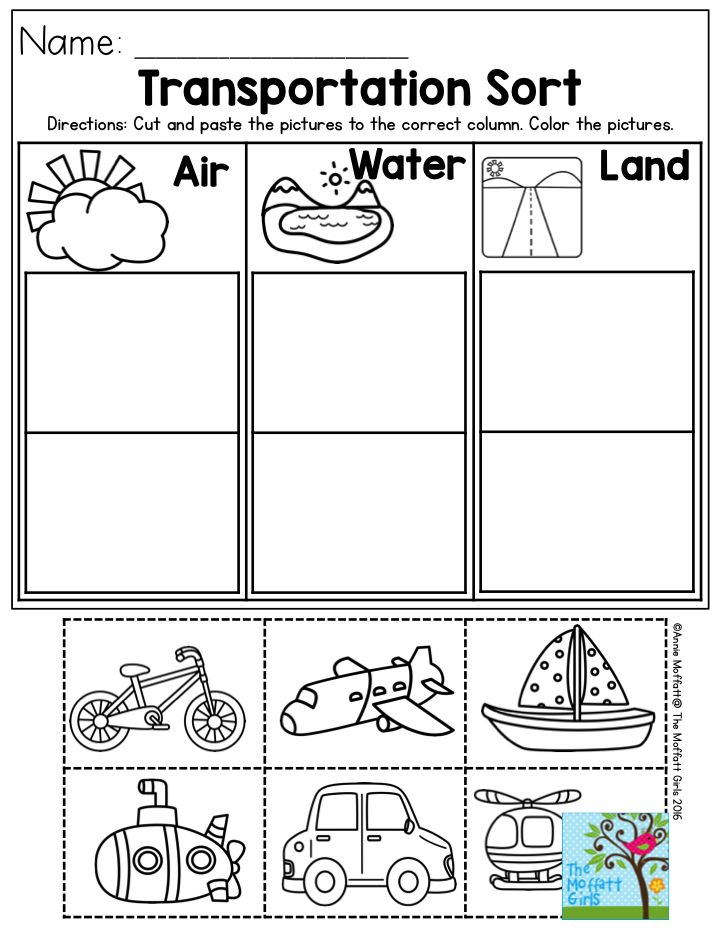 Name: ___________________
Transportation Sort
Directions: Cut and paste the pictures to the correct column. Color the pictures.
Air
Water
Land
©Annie Moffatt@ The Moffatt Girls 2016
The
Moffatt
Girls